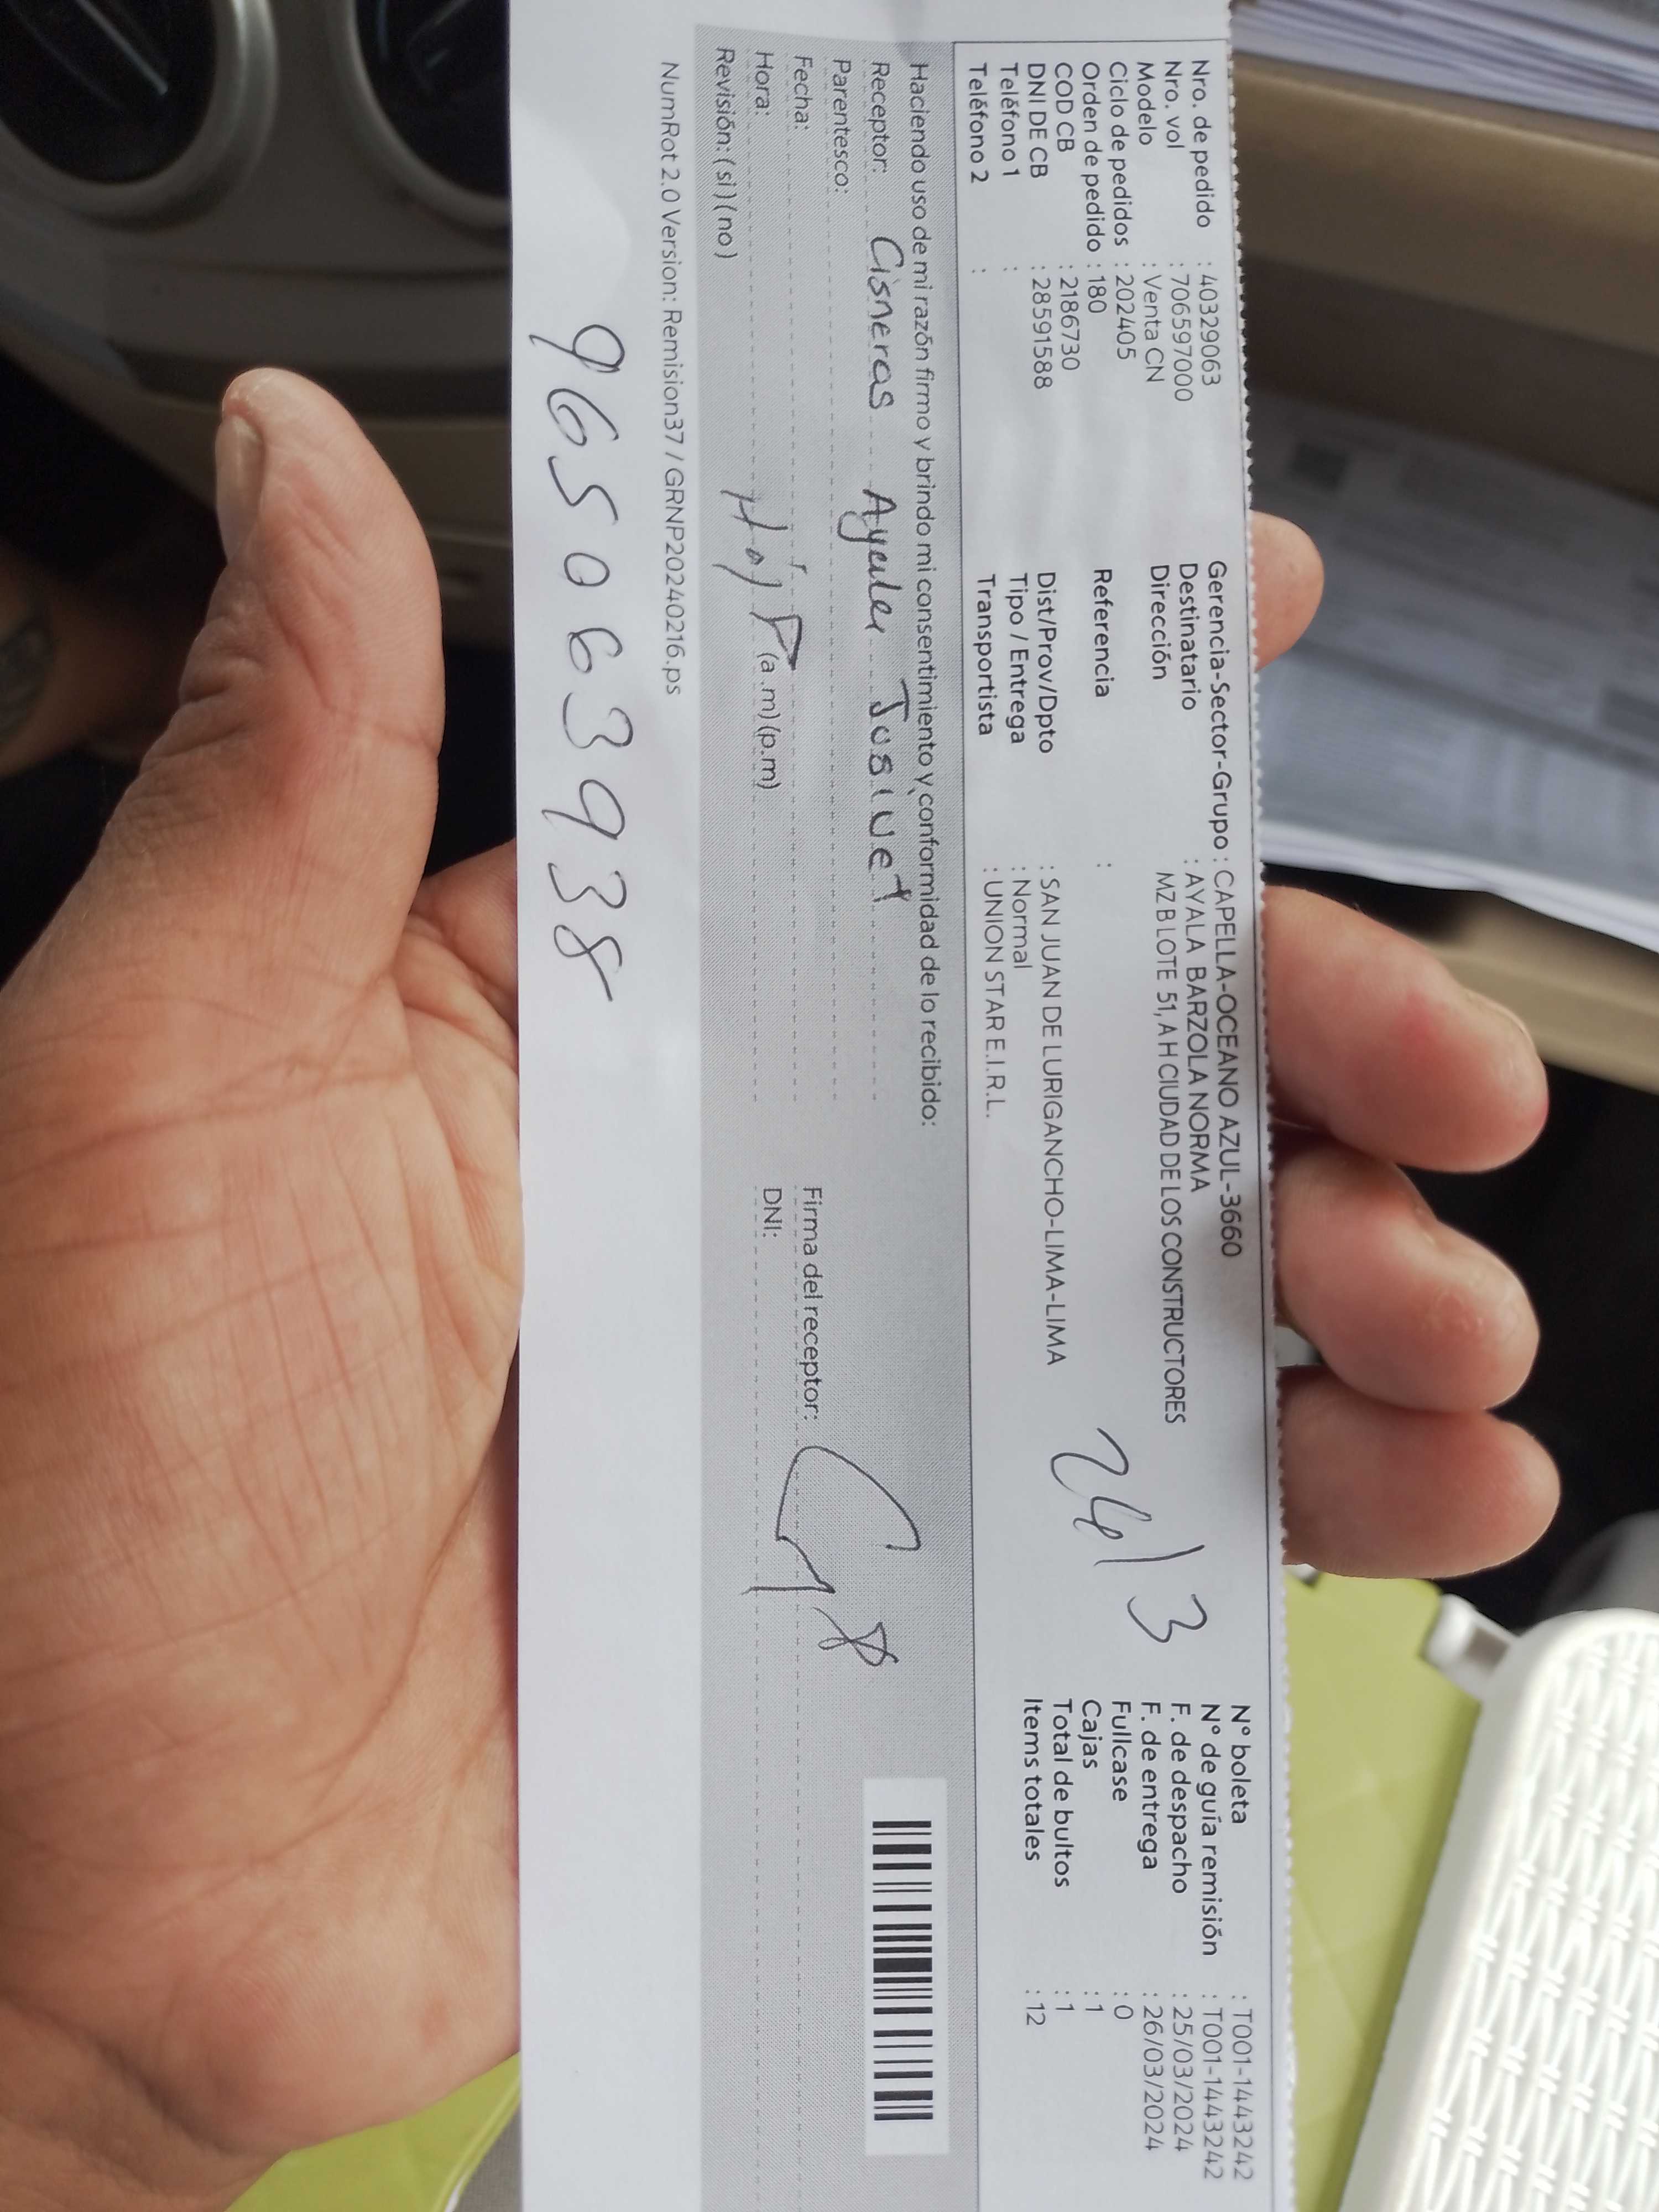 Nro. de pedido : 40329063
Nro. vol : 706597000
Modelo : Venta CN
Ciclo de pedidos : 202405
Orden de pedido : 180
COD CB : 2186730
DNI DE CB : 28591588
Teléfono 1 :
Teléfono 2 :
Gerencia-Sector-Grupo : CAPELLA-OCEANO AZUL-3660
Destinatario : AYALA BARZOLA NORMA
Dirección MZ B LOTE 51, A H CIUDAD DE LOS CONSTRUCTORES
Referencia :
Dist/Prov/Dpto : SAN JUAN DE LURIGANCHO-LIMA-LIMA
Tipo / Entrega : Normal
Transportista : UNION STAR E.I.R.L.
24/3
N° boleta : T001-1443242
N° de guía remisión : T001-1443242
F. de despacho : 25/03/2024
F. de entrega : 26/03/2024
Fullcase : 0
Cajas : 1
Total de bultos : 1
Items totales : 12
Haciendo uso de mi razón firmo y brindo mi consentimiento y conformidad de lo recibido:
Receptor: Cisneros
Parentesco:
Fecha:
Hora: (a.m)(p.m)
Revisión: (si) (no)
Firma del receptor:
DNI:
NumRot 2.0 Version: Remision37 / GRNP20240216.ps
965063938